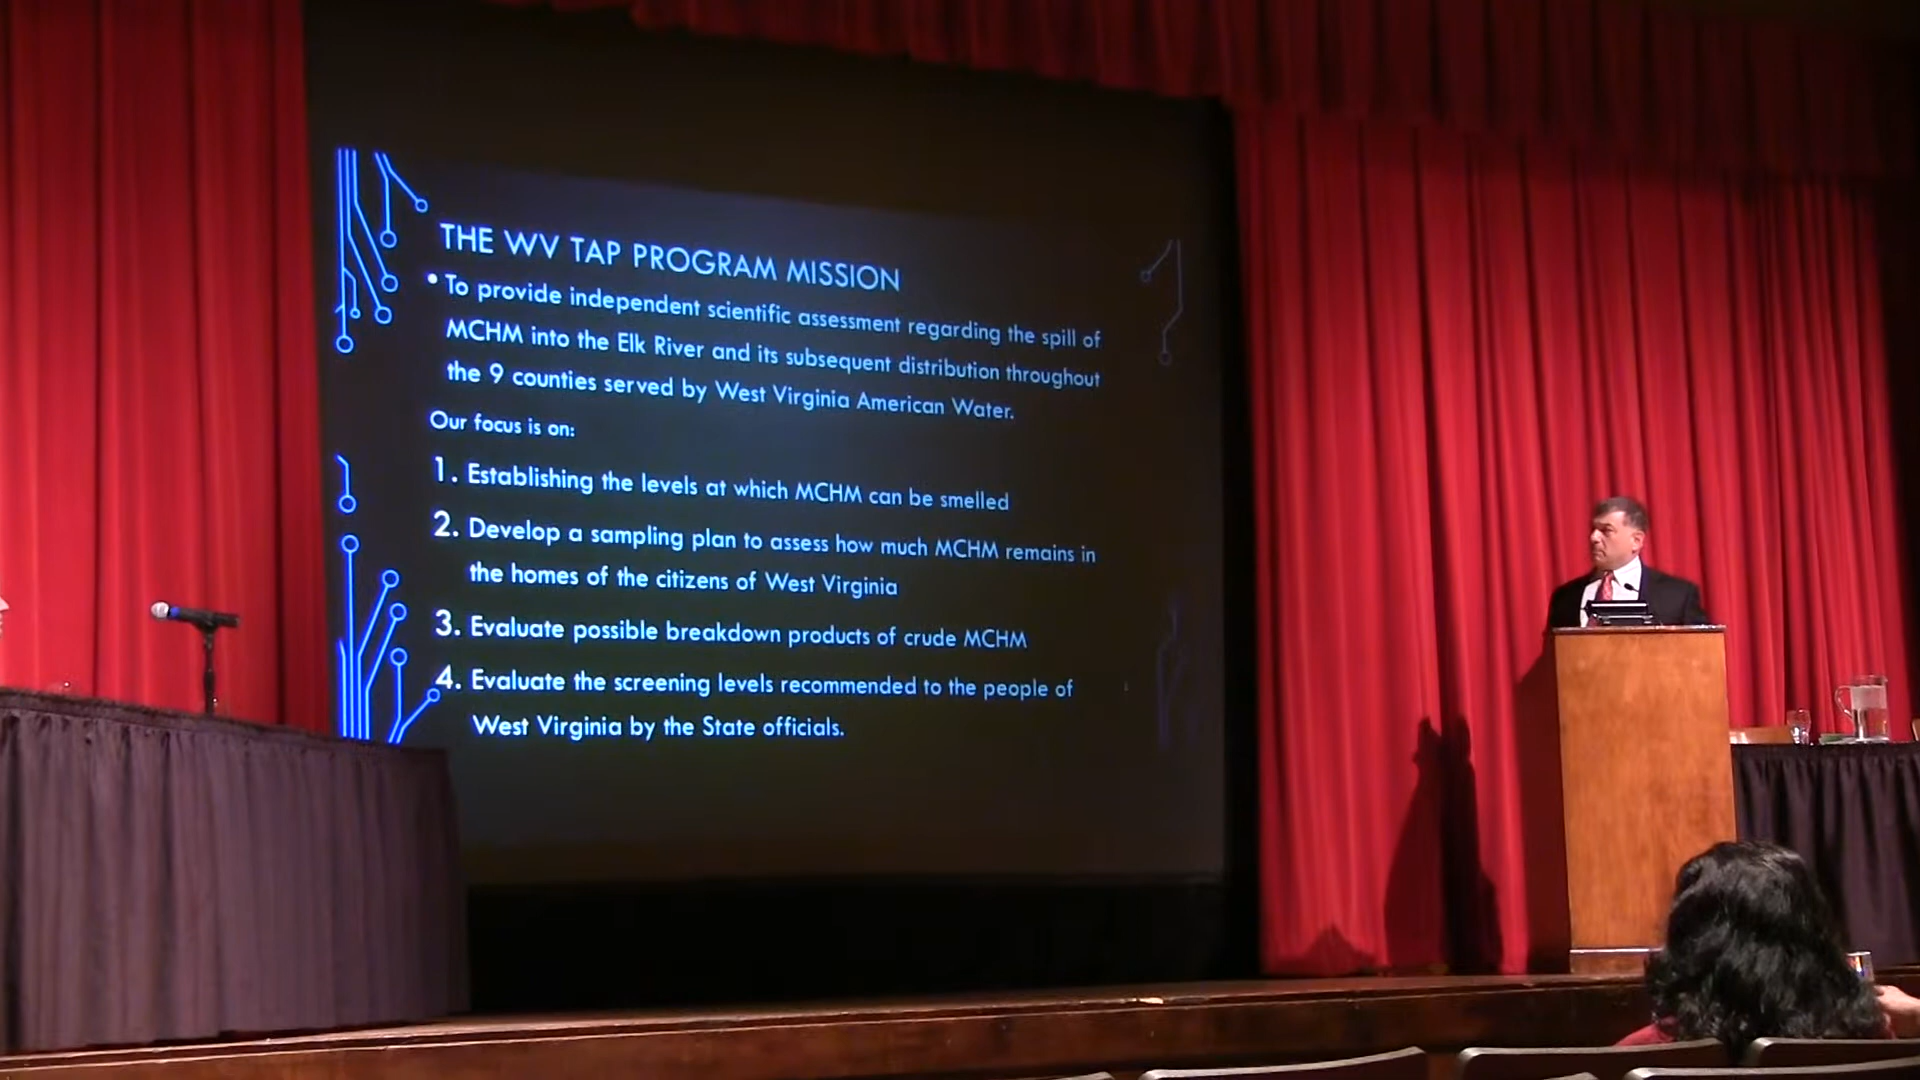 THE WV TAP PROGRAM MISSION
• To provide independent scientific assessment regarding the spill of
MCHM into the Elk River and its subsequent distribution throughout
the 9 counties served by West Virginia American Water.
Our focus is on:
1. Establishing the levels at which MCHM can be smelled
2. Develop a sampling plan to assess how much MCHM remains in
the homes of the citizens of West Virginia
3. Evaluate possible breakdown products of crude MCHM
4. Evaluate the screening levels recommended to the people of
West Virginia by the State officials.